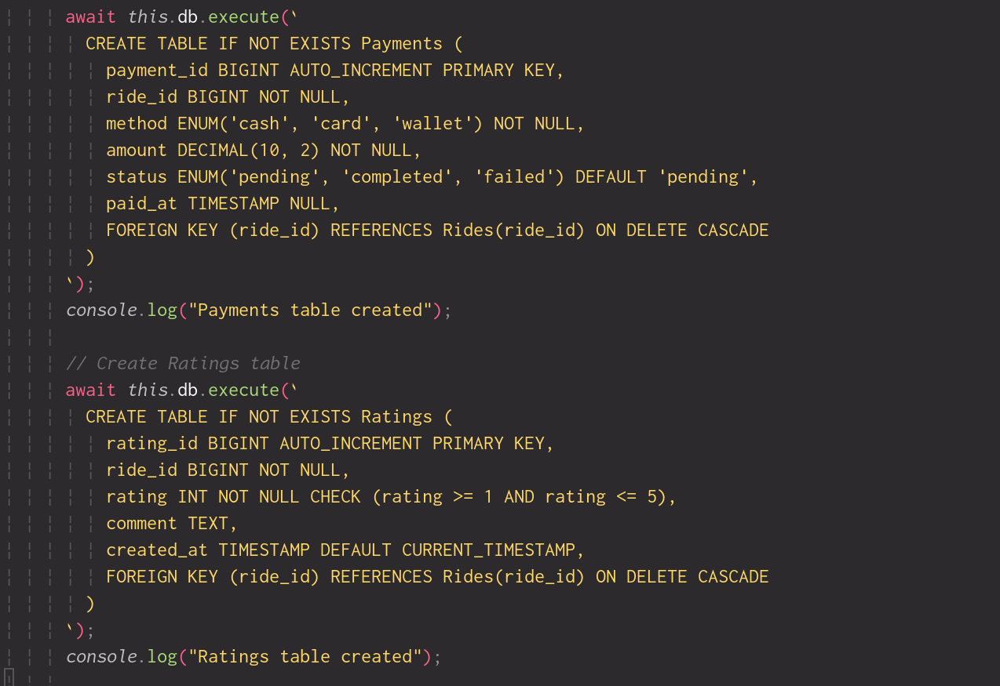 await this.db.execute(`
CREATE TABLE IF NOT EXISTS Payments (
payment_id BIGINT AUTO_INCREMENT PRIMARY KEY,
ride_id BIGINT NOT NULL,
method ENUM('cash', 'card', 'wallet') NOT NULL,
amount DECIMAL(10, 2) NOT NULL,
status ENUM('pending', 'completed', 'failed') DEFAULT 'pending',
paid_at TIMESTAMP NULL,
FOREIGN KEY (ride_id) REFERENCES Rides(ride_id) ON DELETE CASCADE
)
`);
console.log("Payments table created");
// Create Ratings table
await this.db.execute(`
CREATE TABLE IF NOT EXISTS Ratings (
rating_id BIGINT AUTO_INCREMENT PRIMARY KEY,
ride_id BIGINT NOT NULL,
rating INT NOT NULL CHECK (rating >= 1 AND rating <= 5),
comment TEXT,
created_at TIMESTAMP DEFAULT CURRENT_TIMESTAMP,
FOREIGN KEY (ride_id) REFERENCES Rides(ride_id) ON DELETE CASCADE
)
`);
console.log("Ratings table created");